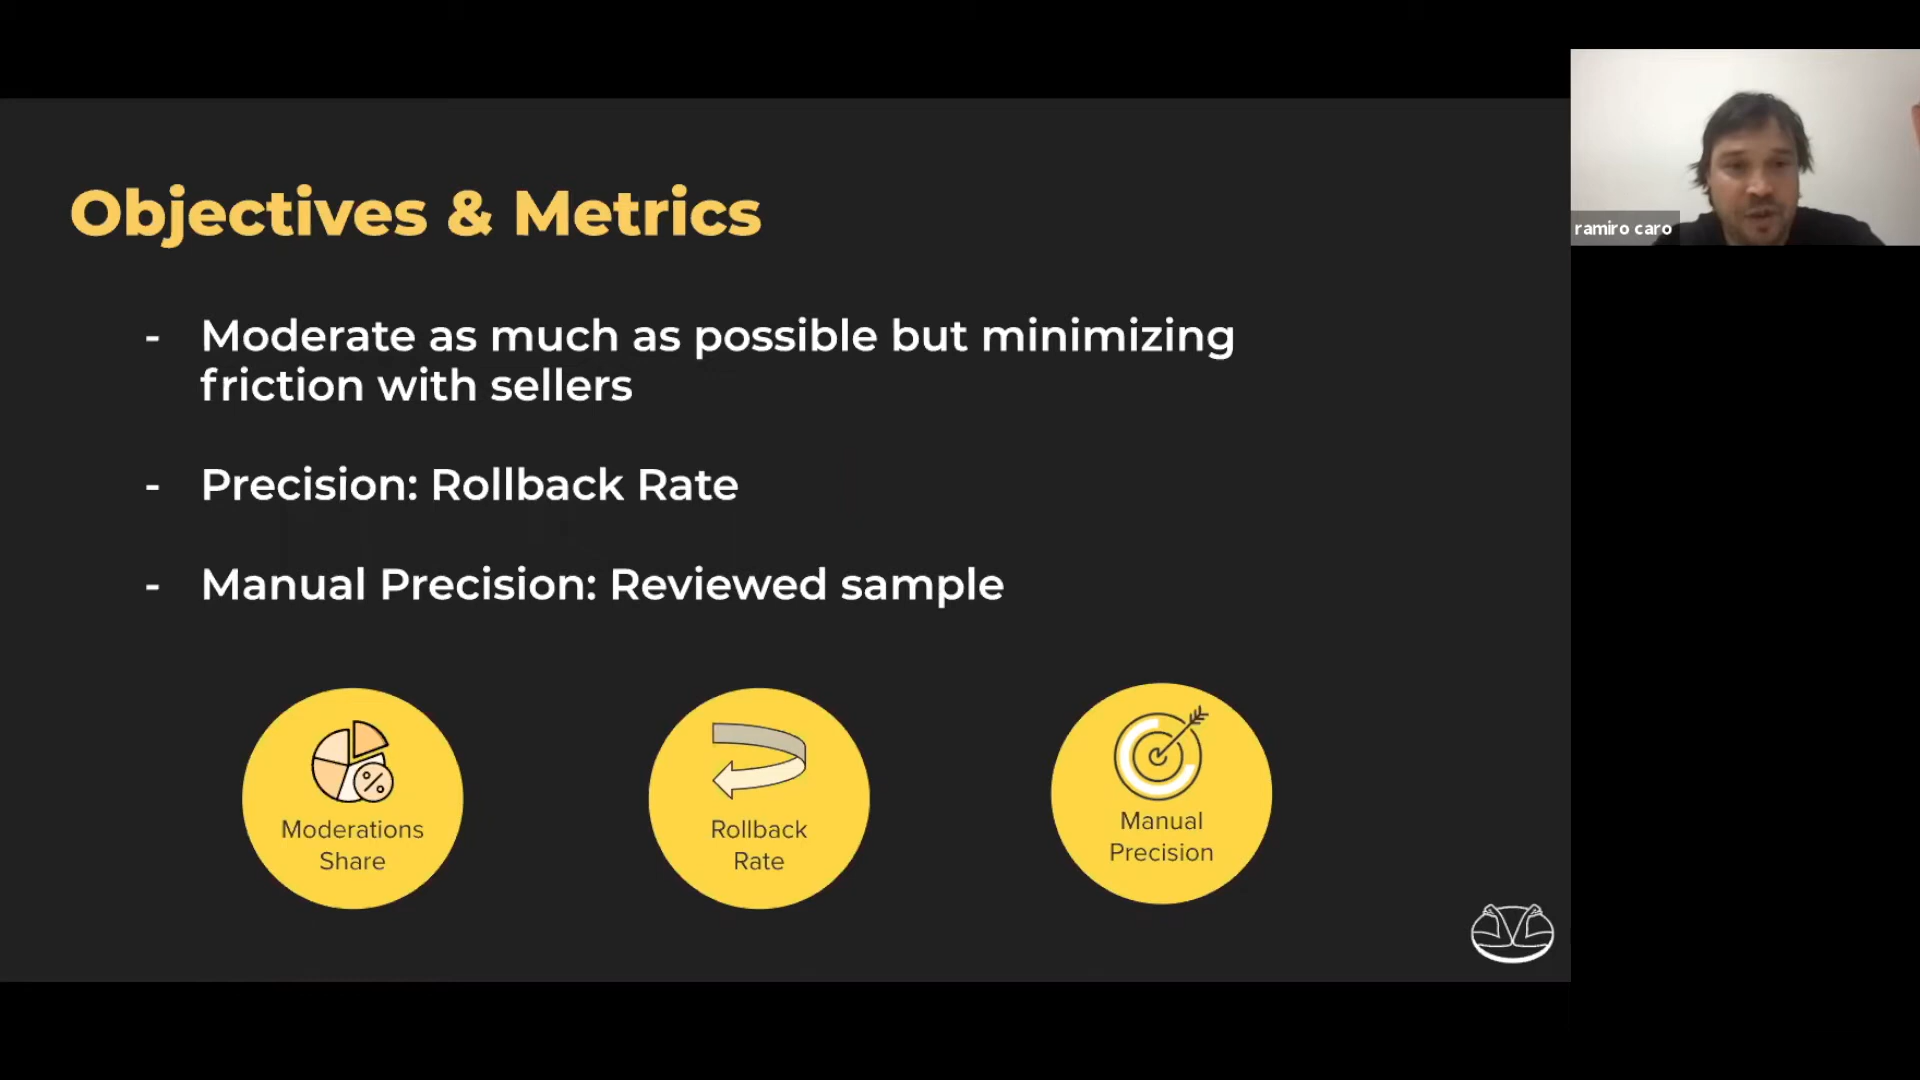 Objectives & Metrics
- Moderate as much as possible but minimizing
friction with sellers
- Precision: Rollback Rate
- Manual Precision: Reviewed sample
Moderations
Share
Rollback
Rate
Manual
Precision
ramiro caro